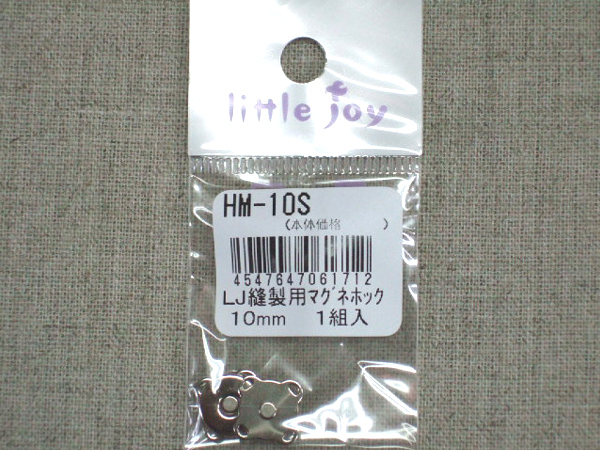 little joy
HM-10S
(本体価格　　　)
4547647061712
LJ縫製用マグネホック
10mm　1組入